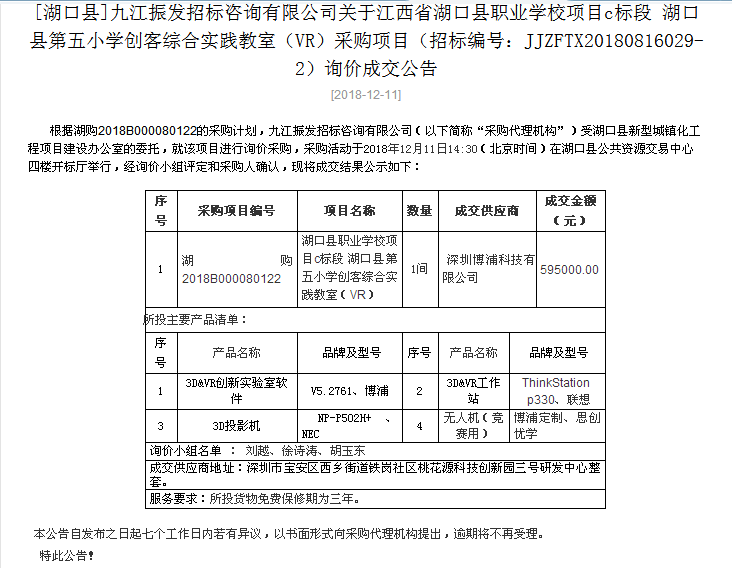 [湖口县]九江振发招标咨询有限公司关于江西省湖口县职业学校项目c标段 湖口
县第五小学创客综合实践教室（VR）采购项目（招标编号：JJZFTX20180816029-
2）询价成交公告
[2018-12-11]
根据湖购2018B000080122的采购计划，九江振发招标咨询有限公司（以下简称“采购代理机构”）受湖口县新型城镇化工
程项目建设办公室的委托，就该项目进行询价采购，采购活动于2018年12月11日14:30（北京时间）在湖口县公共资源交易中心
四楼开标厅举行，经询价小组评定和采购人确认，现将成交结果公示如下：
序号 采购项目编号 项目名称 数量 成交供应商 成交金额（元）
1 湖购2018B000080122 湖口县职业学校项目c标段 湖口县第五小学创客综合实践教室（VR） 1间 深圳博浦科技有限公司 595000.00
所投主要产品清单：
序号 产品名称 品牌及型号 序号 产品名称 品牌及型号
1 3D&VR创新实验室软件 V5.2761、博浦 2 3D&VR工作站 ThinkStation p330、联想
3 3D投影机 NP-P502H+ 、NEC 4 无人机（竞赛用） 博浦定制、思创优学
询价小组名单 ： 刘越、徐诗涛、胡玉东
成交供应商地址：深圳市宝安区西乡街道铁岗社区桃花源科技创新园三号研发中心整
套。
服务要求：所投货物免费保修期为三年。
本公告自发布之日起七个工作日内若有异议，以书面形式向采购代理机构提出，逾期将不再受理。
特此公告!